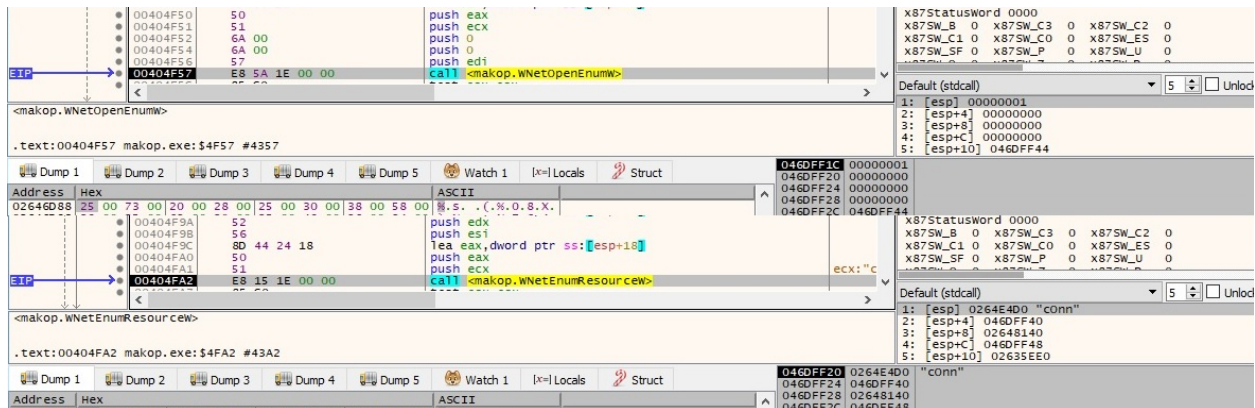 00404F50 50 push eax
00404F51 51 push ecx
00404F52 6A 00 push 0
00404F54 6A 00 push 0
00404F56 57 push edi
EIP 00404F57 E8 5A 1E 00 00 call <makop.WNetOpenEnumW>
<makop.WNetOpenEnumW>
.text:00404F57 makop.exe:$4F57 #4357
x87StatusWord 0000
x87SW_B 0 x87SW_C3 0 x87SW_C2 0
x87SW_C1 0 x87SW_C0 0 x87SW_ES 0
x87SW_SF 0 x87SW_P 0 x87SW_U 0
Default (stdcall) 5 Unlock
1: [esp] 00000001
2: [esp+4] 00000000
3: [esp+8] 00000000
4: [esp+C] 00000000
5: [esp+10] 046DFF44
Dump 1 Dump 2 Dump 3 Dump 4 Dump 5 Watch 1 [x=] Locals Struct
Address Hex ASCII
02646D88 25 00 73 00 20 00 28 00 25 00 30 00 38 00 58 00 %.s. .(.%.0.8.X.
046DFF1C 00000001
046DFF20 00000000
046DFF24 00000000
046DFF28 00000000
046DFF2C 046DFF44
00404F9A 52 push edx
00404F9B 56 push esi
00404F9C 8D 44 24 18 lea eax,dword ptr ss:[esp+18]
00404FA0 50 push eax
00404FA1 51 push ecx ecx:"c
EIP 00404FA2 E8 15 1E 00 00 call <makop.WNetEnumResourceW>
<makop.WNetEnumResourceW>
.text:00404FA2 makop.exe:$4FA2 #43A2
x87StatusWord 0000
x87SW_B 0 x87SW_C3 0 x87SW_C2 0
x87SW_C1 0 x87SW_C0 0 x87SW_ES 0
x87SW_SF 0 x87SW_P 0 x87SW_U 0
Default (stdcall) 5 Unlock
1: [esp] 0264E4D0 "cOnn"
2: [esp+4] 046DFF40
3: [esp+8] 02648140
4: [esp+C] 046DFF48
5: [esp+10] 02635EE0
Dump 1 Dump 2 Dump 3 Dump 4 Dump 5 Watch 1 [x=] Locals Struct
Address Hex ASCII
046DFF20 0264E4D0 "cOnn"
046DFF24 046DFF40
046DFF28 02648140
046DFF2C 046DFF48